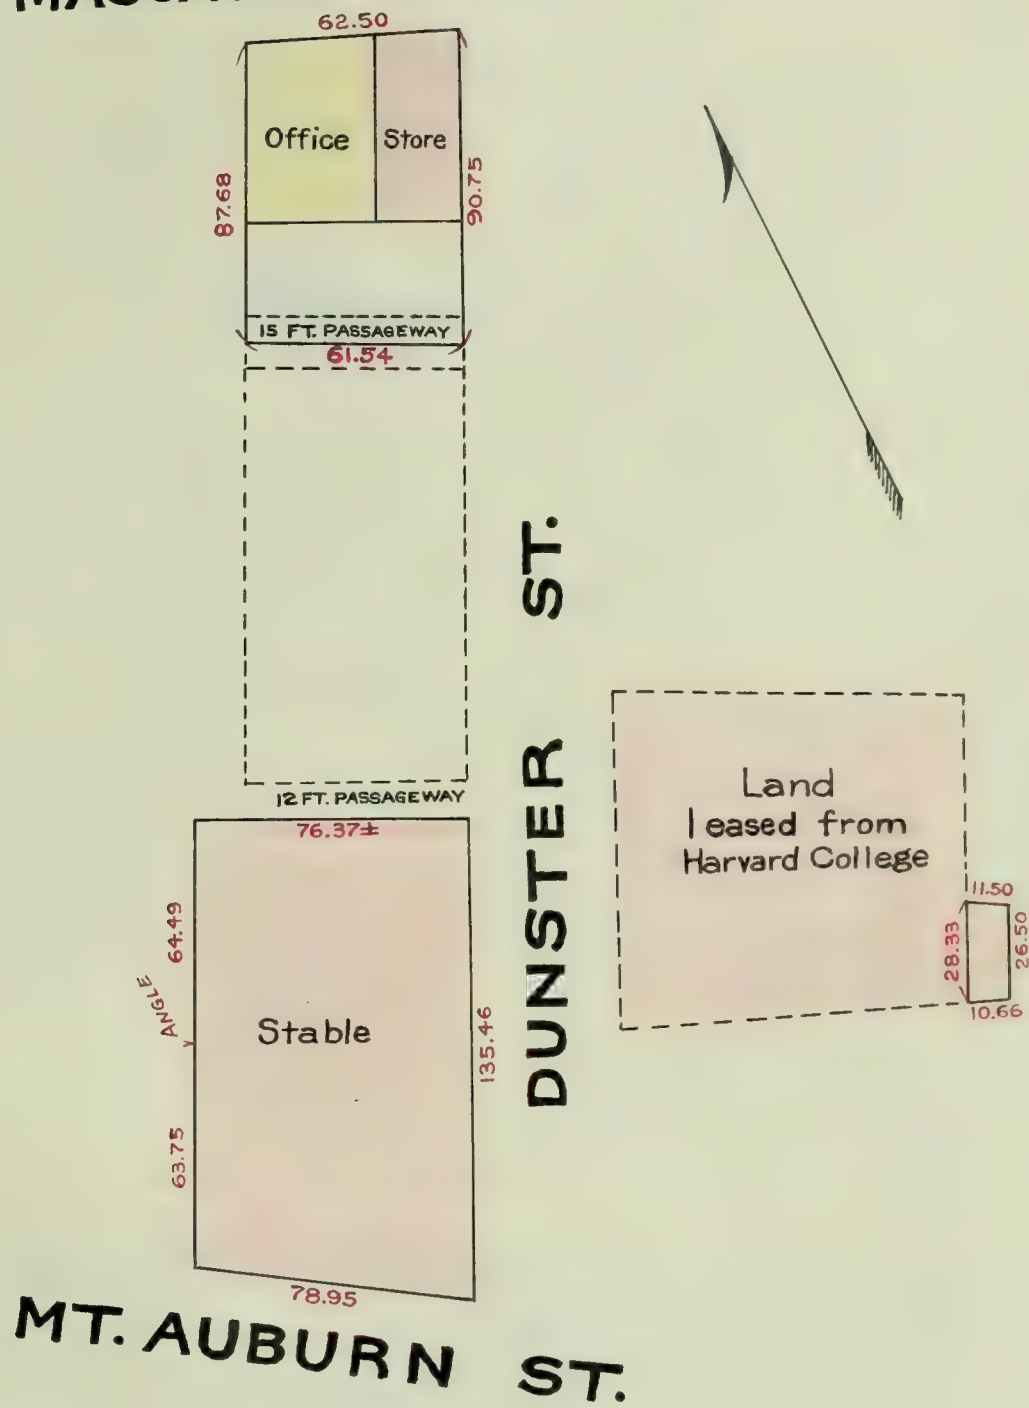 62.50
Office
Store
87.68
90.75
15 FT. PASSAGEWAY
61.54
DUNSTER ST.
12 FT. PASSAGEWAY
76.37±
Land
leased from
Harvard College
11.50
28.33
26.50
10.66
64.49
ANGLE
Stable
135.46
63.75
78.95
MT. AUBURN ST.